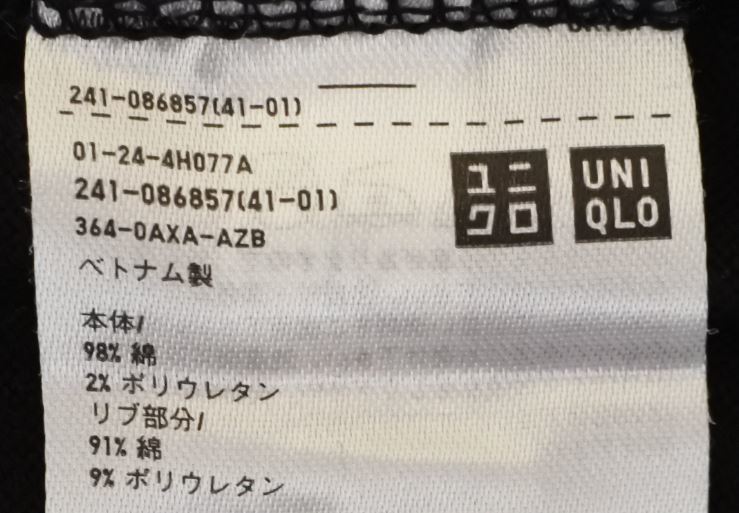 241-086857(41-01)
01-24-4H077A
241-086857(41-01)
364-0AXA-AZB
ベトナム製
ユニ
クロ
UNI
QLO
本体/
98% 綿
2% ポリウレタン
リブ部分/
91% 綿
9% ポリウレタン